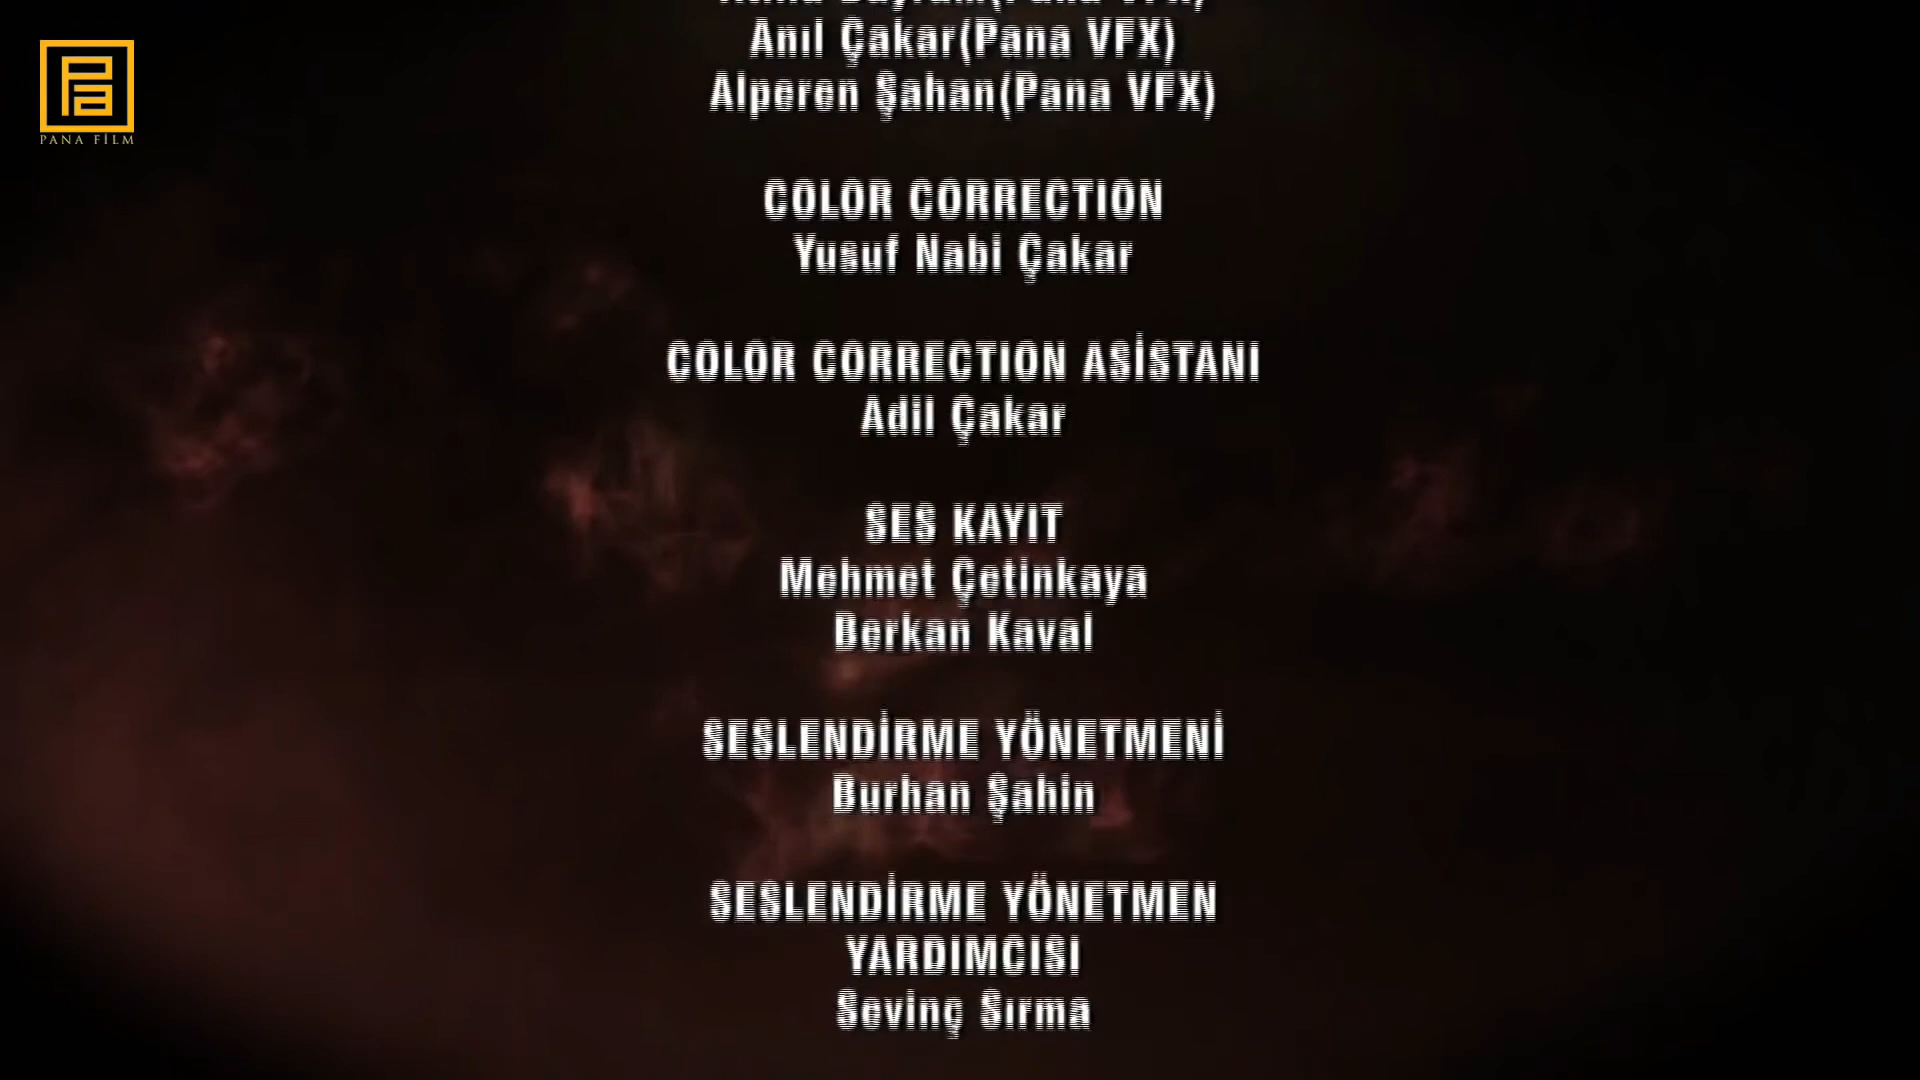 Anıl Çakar(Pana VFX)
Alperen Şahan(Pana VFX)
PANA FİLM
COLOR CORRECTION
Yusuf Nabi Çakar
COLOR CORRECTION ASİSTANI
Adil Çakar
SES KAYIT
Mehmet Çetinkaya
Berkan Kaval
SESLENDİRME YÖNETMENİ
Burhan Şahin
SESLENDİRME YÖNETMEN
YARDIMCISI
Sevinç Sırma